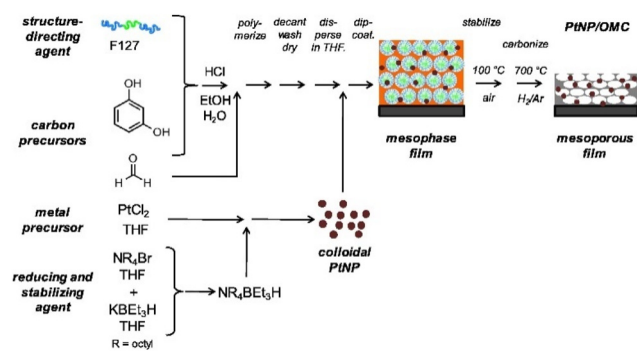 structure-
directing
agent
F127
carbon
precursors
OH
OH
O
H H
HCl
EtOH
H₂O
poly-
merize
decant
wash
dry
dis-
perse
in THF.
dip-
coat.
mesophase
film
stabilize
100 °C
air
carbonize
700 °C
H₂/Ar
PtNP/OMC
mesoporous
film
metal
precursor
PtCl₂
THF
colloidal
PtNP
reducing and
stabilizing
agent
NR₄Br
THF
+
KBEt₃H
THF
R = octyl
NR₄BEt₃H